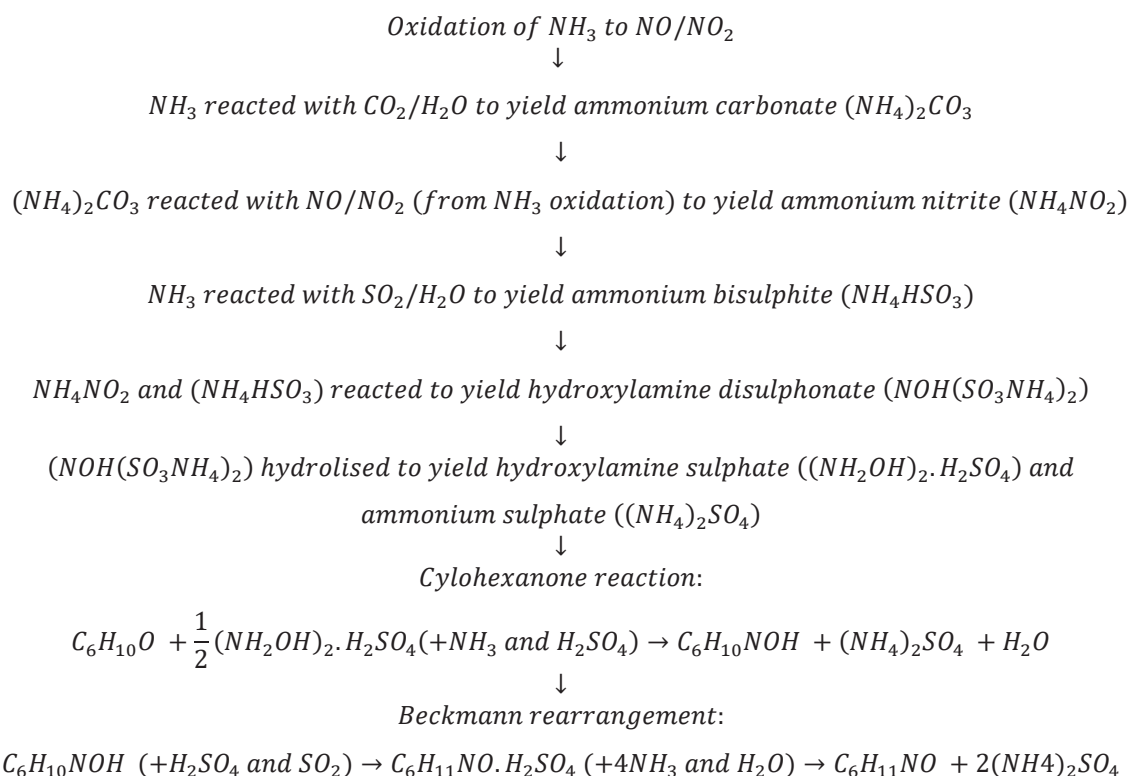 Oxidation of NH₃ to NO/NO₂
↓
NH₃ reacted with CO₂/H₂O to yield ammonium carbonate (NH₄)₂CO₃
↓
(NH₄)₂CO₃ reacted with NO/NO₂ (from NH₃ oxidation) to yield ammonium nitrite (NH₄NO₂)
↓
NH₃ reacted with SO₂/H₂O to yield ammonium bisulphite (NH₄HSO₃)
↓
NH₄NO₂ and (NH₄HSO₃) reacted to yield hydroxylamine disulphonate (NOH(SO₃NH₄)₂)
↓
(NOH(SO₃NH₄)₂) hydrolised to yield hydroxylamine sulphate ((NH₂OH)₂.H₂SO₄) and
ammonium sulphate ((NH₄)₂SO₄)
↓
Cylohexanone reaction:
C₆H₁₀O + 1/2 (NH₂OH)₂.H₂SO₄(+NH₃ and H₂SO₄) → C₆H₁₀NOH + (NH₄)₂SO₄ + H₂O
↓
Beckmann rearrangement:
C₆H₁₀NOH (+H₂SO₄ and SO₂) → C₆H₁₁NO.H₂SO₄ (+4NH₃ and H₂O) → C₆H₁₁NO + 2(NH4)₂SO₄